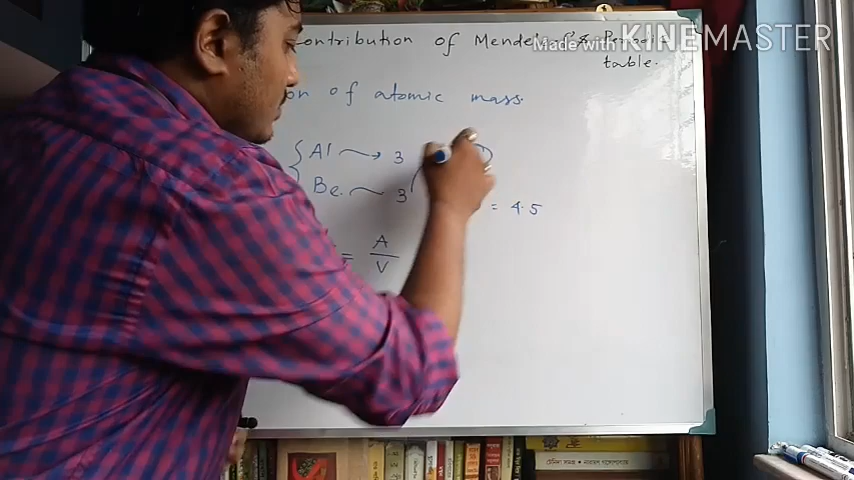 Contribution of Mendeleev's Periodic
table.
Made with KINEMASTER
on of atomic mass.
Al → 3
Be. 3
= 4.5
= A
V